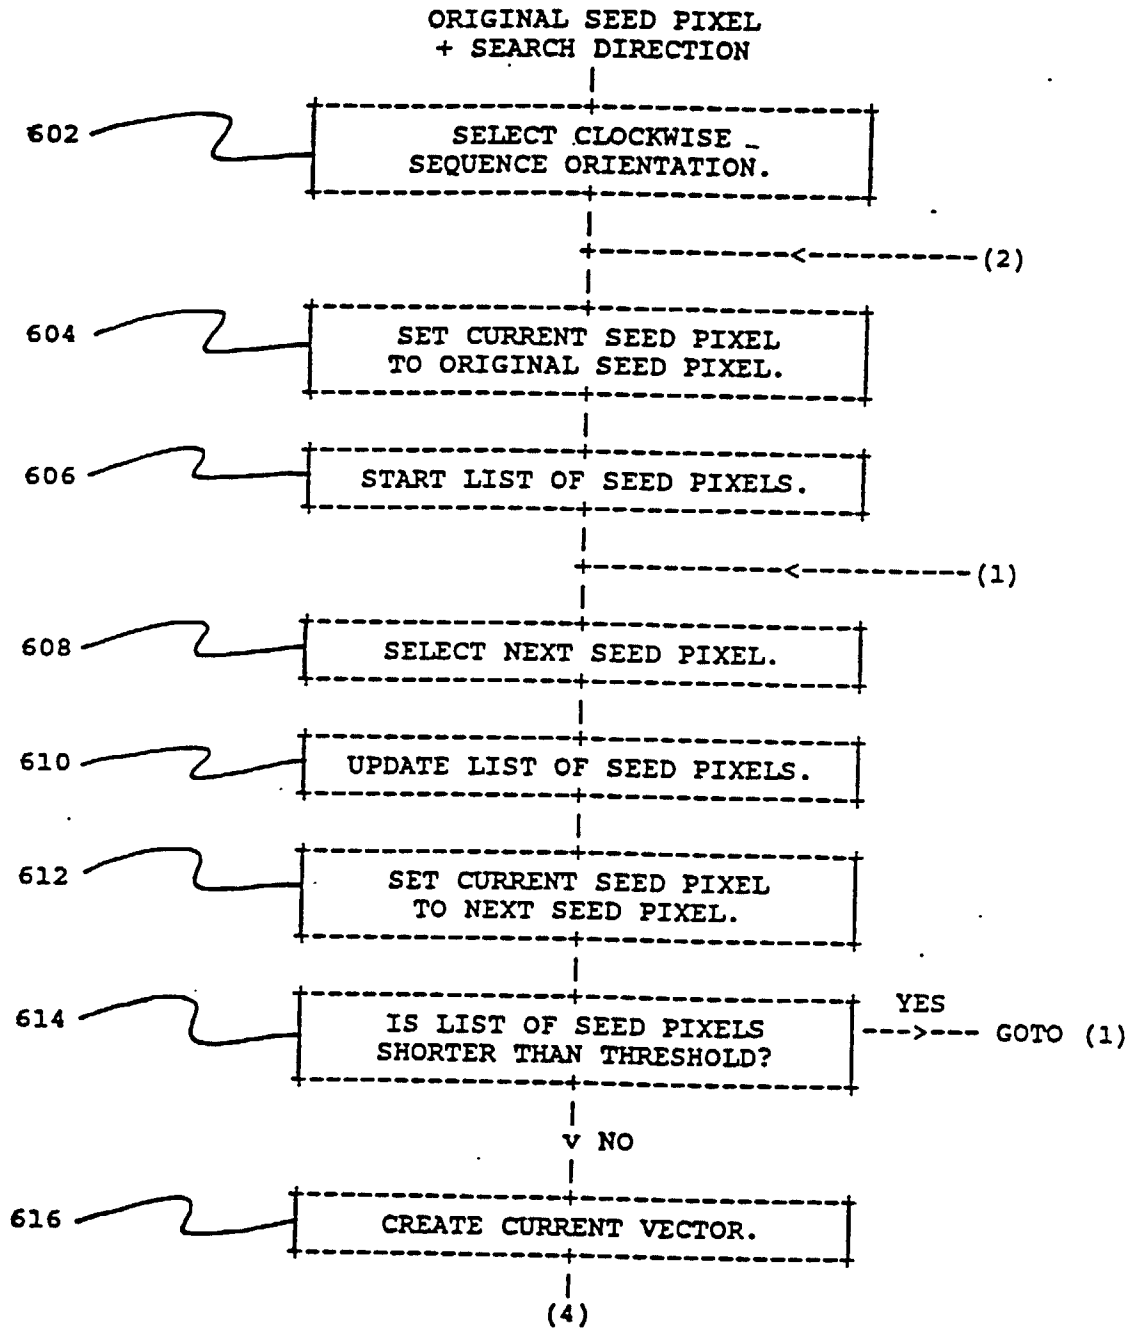 ORIGINAL SEED PIXEL
+ SEARCH DIRECTION
602
SELECT CLOCKWISE
SEQUENCE ORIENTATION.
(2)
604
SET CURRENT SEED PIXEL
TO ORIGINAL SEED PIXEL.
606
START LIST OF SEED PIXELS.
(1)
608
SELECT NEXT SEED PIXEL.
610
UPDATE LIST OF SEED PIXELS.
612
SET CURRENT SEED PIXEL
TO NEXT SEED PIXEL.
614
IS LIST OF SEED PIXELS
SHORTER THAN THRESHOLD?
YES
GOTO (1)
v NO
616
CREATE CURRENT VECTOR.
(4)